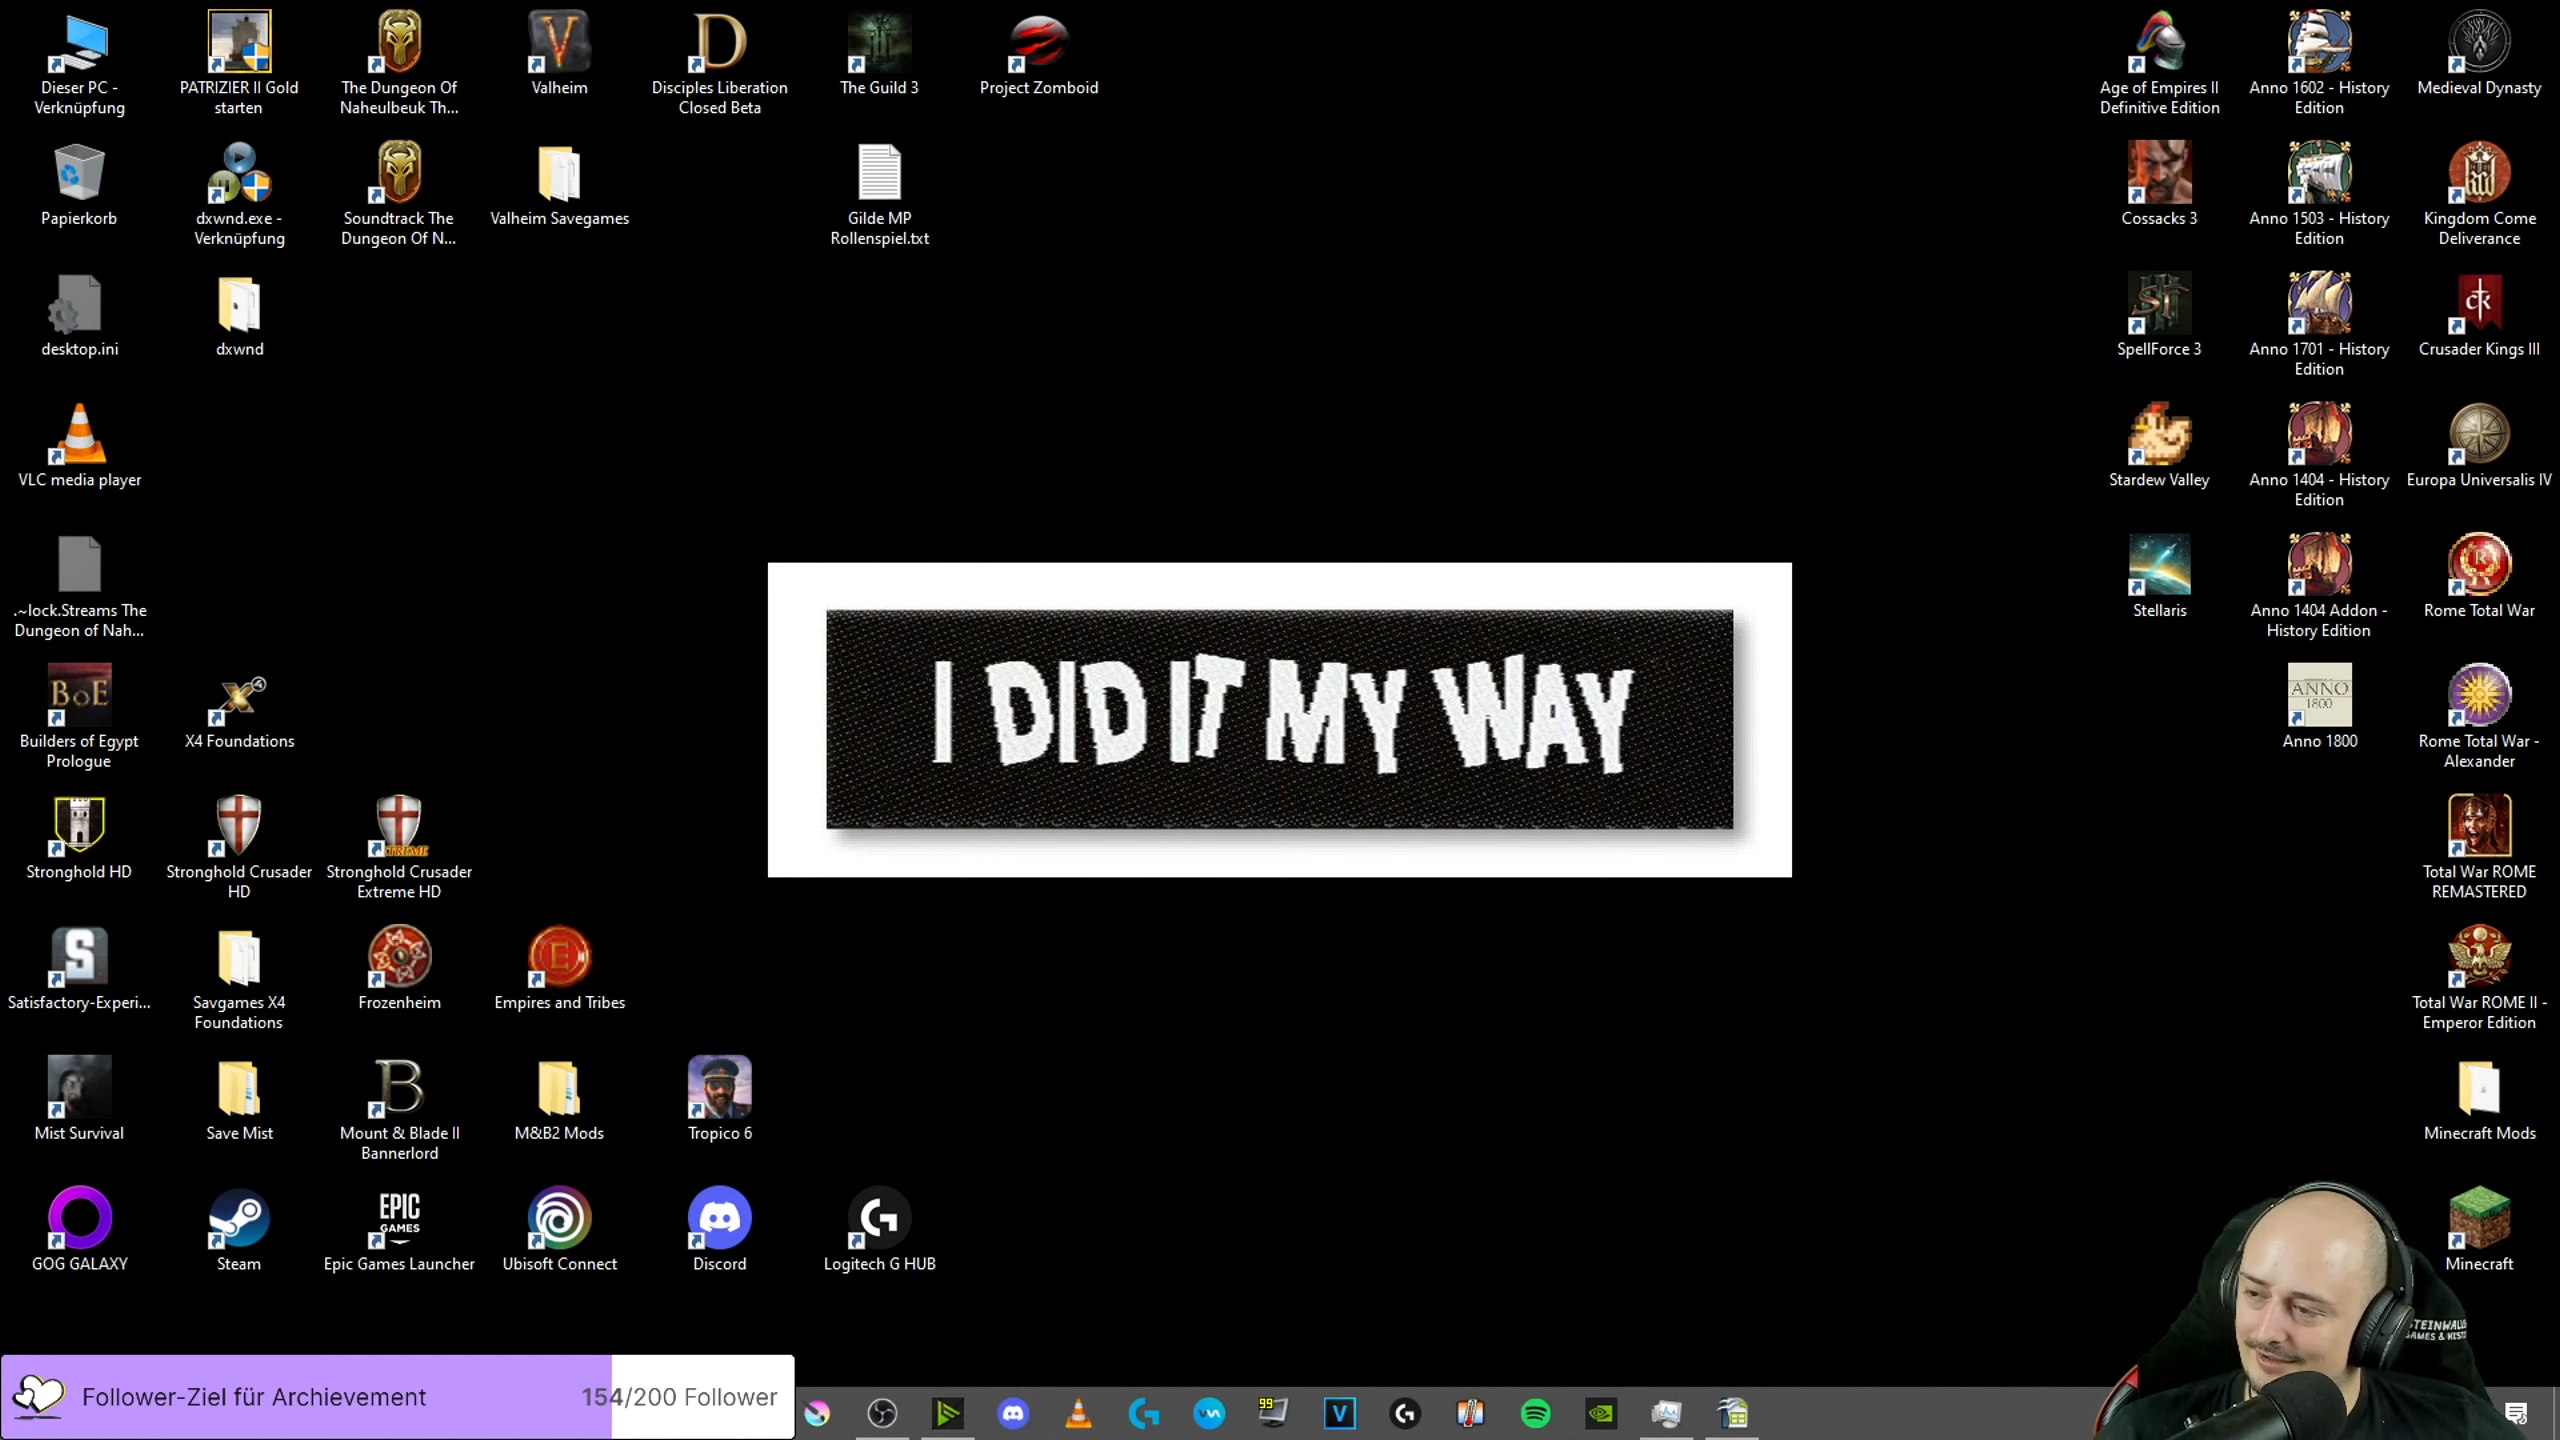 Dieser PC -
Verknüpfung
PATRIZIER II Gold
starten
The Dungeon Of
Naheulbeuk Th...
Valheim
Disciples Liberation
Closed Beta
The Guild 3
Project Zomboid
Age of Empires II
Definitive Edition
Anno 1602 - History
Edition
Medieval Dynasty
Papierkorb
dxwnd.exe -
Verknüpfung
Soundtrack The
Dungeon Of N...
Valheim Savegames
Gilde MP
Rollenspiel.txt
Cossacks 3
Anno 1503 - History
Edition
Kingdom Come
Deliverance
desktop.ini
dxwnd
SpellForce 3
Anno 1701 - History
Edition
Crusader Kings III
VLC media player
Stardew Valley
Anno 1404 - History
Edition
Europa Universalis IV
.~lock.Streams The
Dungeon of Nah...
Stellaris
Anno 1404 Addon -
History Edition
Rome Total War
I DID IT MY WAY
BoE
Builders of Egypt
Prologue
X4 Foundations
ANNO
1800
Anno 1800
Rome Total War -
Alexander
Stronghold HD
Stronghold Crusader
HD
Stronghold Crusader
Extreme HD
Total War ROME
REMASTERED
Satisfactory-Experi...
Savgames X4
Foundations
Frozenheim
Empires and Tribes
Total War ROME II -
Emperor Edition
Mist Survival
Save Mist
Mount & Blade II
Bannerlord
M&B2 Mods
Tropico 6
Minecraft Mods
EPIC
GAMES
GOG GALAXY
Steam
Epic Games Launcher
Ubisoft Connect
Discord
Logitech G HUB
Minecraft
Follower-Ziel für Archievement
154/200 Follower
99